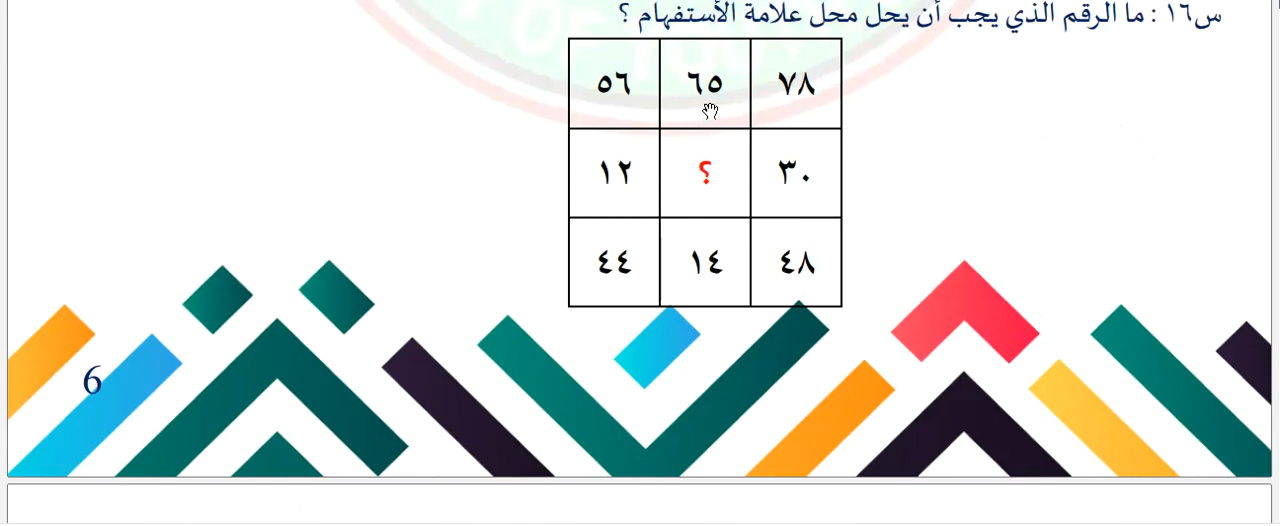 س١٦ : ما الرقم الذي يجب أن يحل محل علامة الأستفهام ؟
٥٦ ٦٥ ٧٨
١٢ ؟ ٣٠
٤٤ ١٤ ٤٨
6